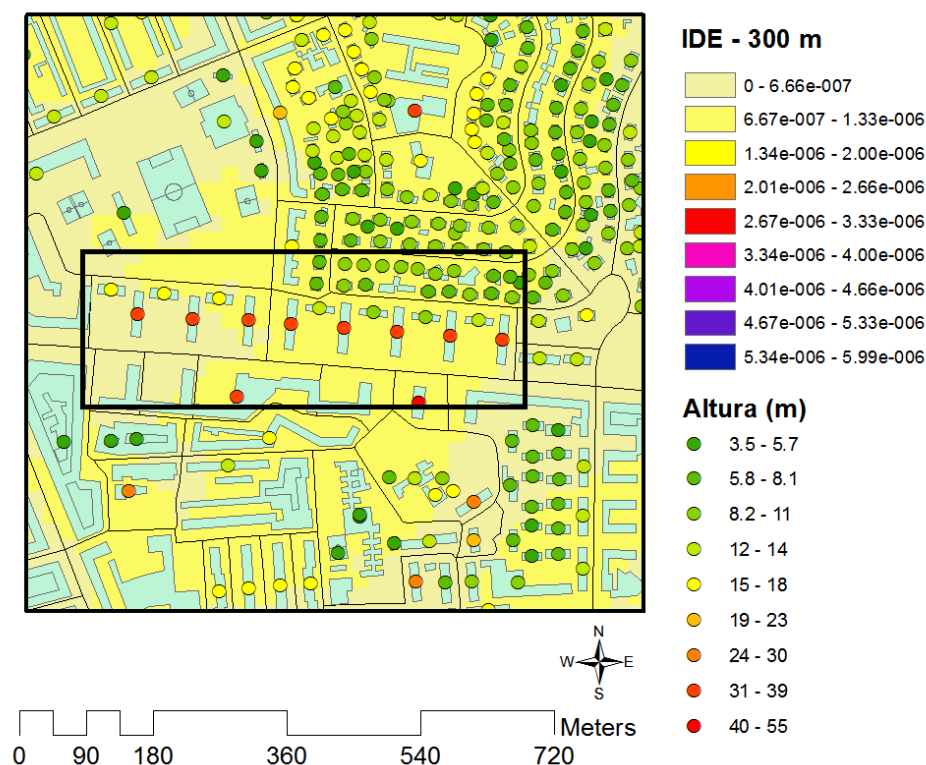 IDE - 300 m
0 - 6.66e-007
6.67e-007 - 1.33e-006
1.34e-006 - 2.00e-006
2.01e-006 - 2.66e-006
2.67e-006 - 3.33e-006
3.34e-006 - 4.00e-006
4.01e-006 - 4.66e-006
4.67e-006 - 5.33e-006
5.34e-006 - 5.99e-006
Altura (m)
3.5 - 5.7
5.8 - 8.1
8.2 - 11
12 - 14
15 - 18
19 - 23
24 - 30
31 - 39
40 - 55
N
W E
S
Meters
0 90 180 360 540 720